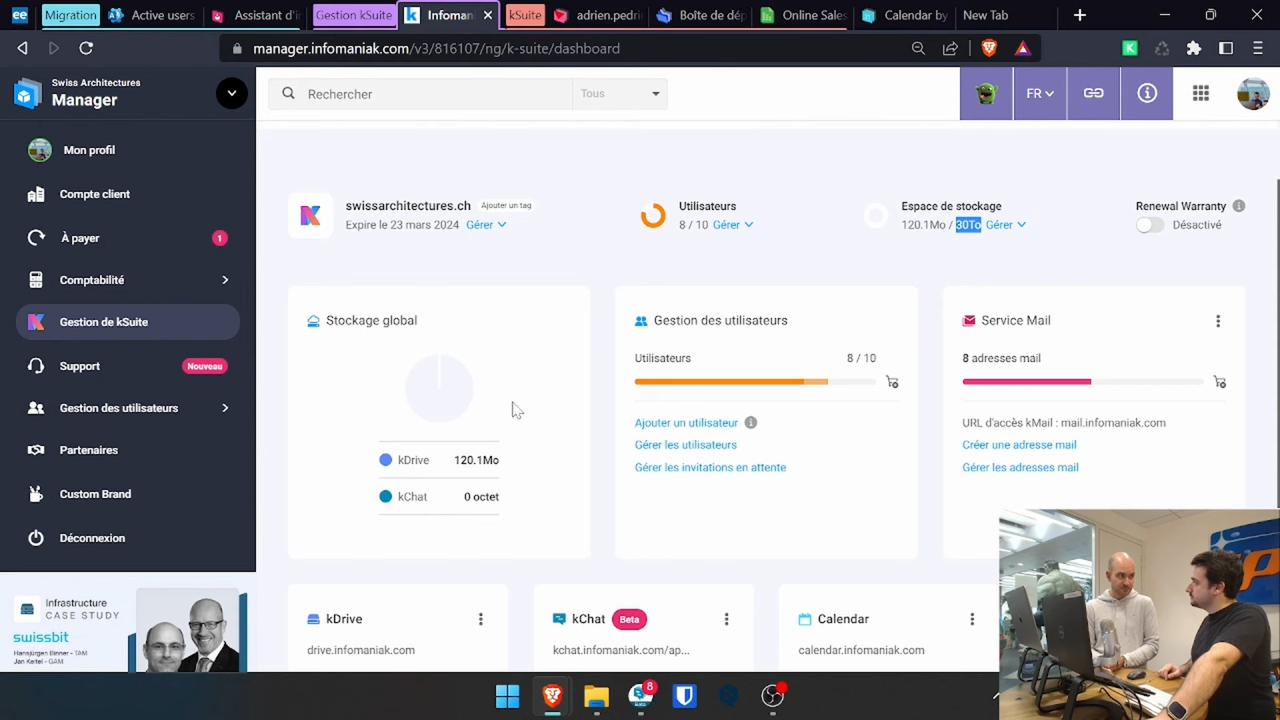 Migration
Active users
Assistant d'i
Gestion kSuite
Infoman
kSuite
adrien.pedri
Boîte de dép
Online Sales
Calendar by
New Tab
manager.infomaniak.com/v3/816107/ng/k-suite/dashboard
Swiss Architectures
Manager
Rechercher
Tous
FR
Mon profil
Compte client
À payer
1
Comptabilité
Gestion de kSuite
Support
Nouveau
Gestion des utilisateurs
Partenaires
Custom Brand
Déconnexion
Infrastructure
CASE STUDY
swissbit
Hansjürgen Binner - TAM
Jan Keitel - GAM
swissarchitectures.ch
Ajouter un tag
Expire le 23 mars 2024 Gérer
Utilisateurs
8 / 10 Gérer
Espace de stockage
120.1Mo / 30To Gérer
Renewal Warranty
Désactivé
Stockage global
kDrive 120.1Mo
kChat 0 octet
Gestion des utilisateurs
Utilisateurs 8 / 10
Ajouter un utilisateur
Gérer les utilisateurs
Gérer les invitations en attente
Service Mail
8 adresses mail
URL d'accès kMail : mail.infomaniak.com
Créer une adresse mail
Gérer les adresses mail
kDrive
drive.infomaniak.com
kChat Beta
kchat.infomaniak.com/ap...
Calendar
calendar.infomaniak.com
8